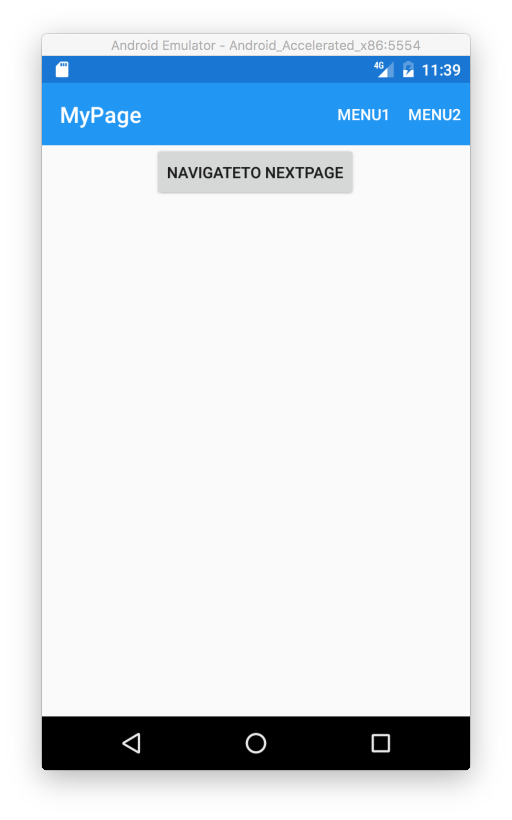 Android Emulator - Android_Accelerated_x86:5554
4G 11:39
MyPage MENU1 MENU2
NAVIGATETO NEXTPAGE